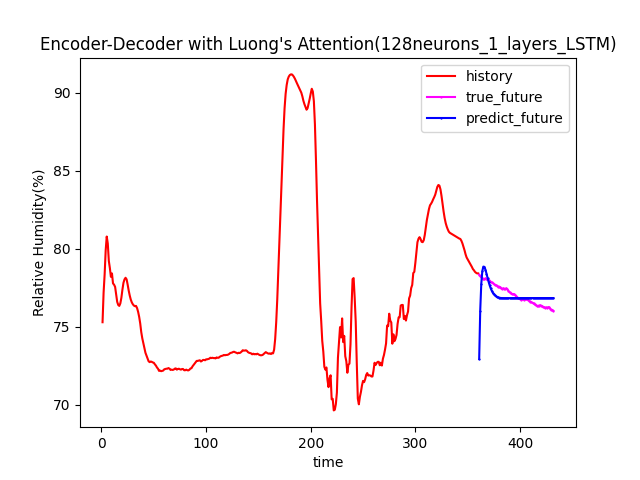 Encoder-Decoder with Luong's Attention(128neurons_1_layers_LSTM)
history
true_future
predict_future
90
85
80
75
70
Relative Humidity(%)
0 100 200 300 400
time